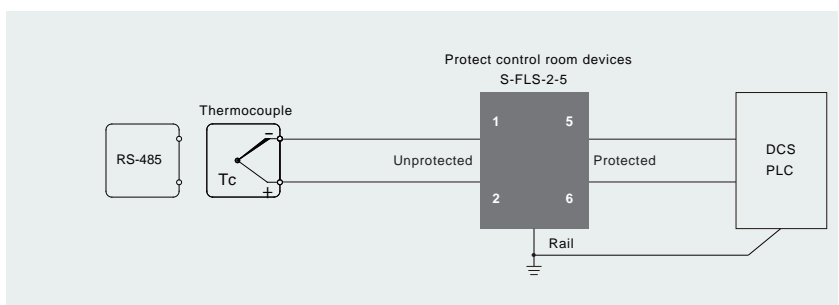 Protect control room devices
S-FLS-2-5
Thermocouple
RS-485
Tc
−
+
1
5
Unprotected
Protected
2
6
DCS
PLC
Rail